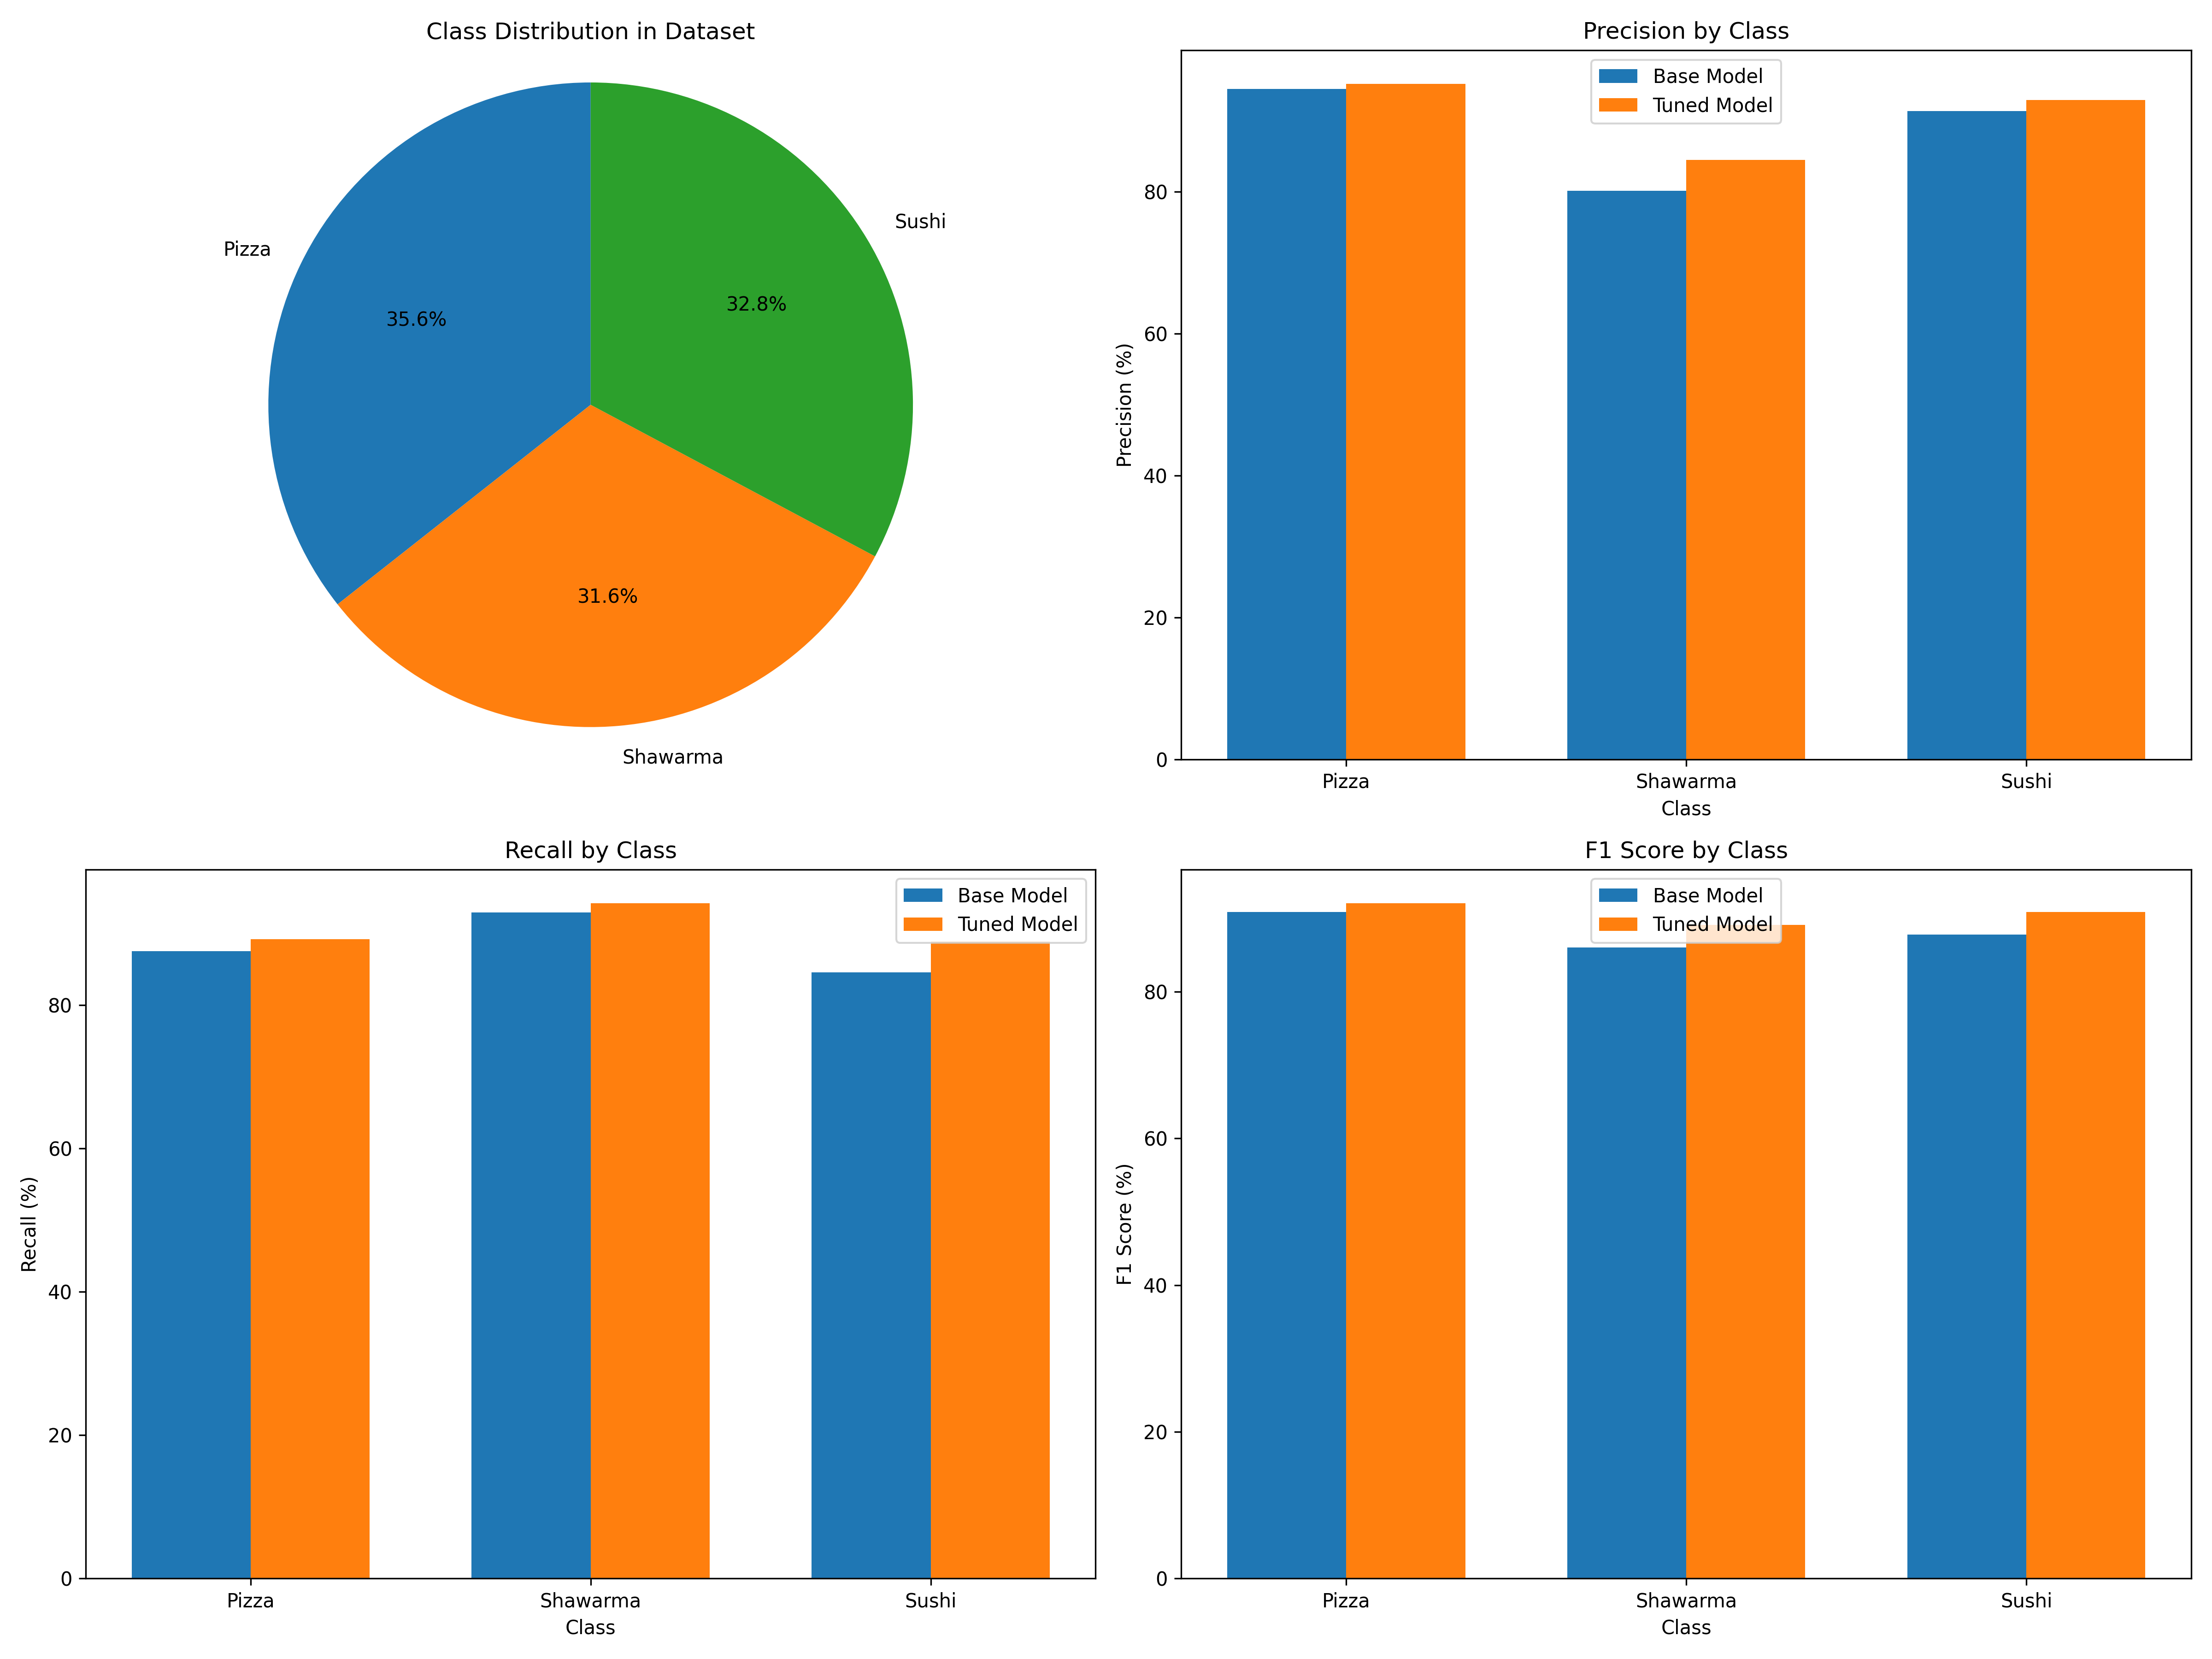 Class Distribution in Dataset
Pizza
Sushi
Shawarma
35.6%
32.8%
31.6%
Precision by Class
Base Model
Tuned Model
Precision (%)
80
60
40
20
0
Pizza
Shawarma
Sushi
Class
Recall by Class
Base Model
Tuned Model
Recall (%)
80
60
40
20
0
Pizza
Shawarma
Sushi
Class
F1 Score by Class
Base Model
Tuned Model
F1 Score (%)
80
60
40
20
0
Pizza
Shawarma
Sushi
Class